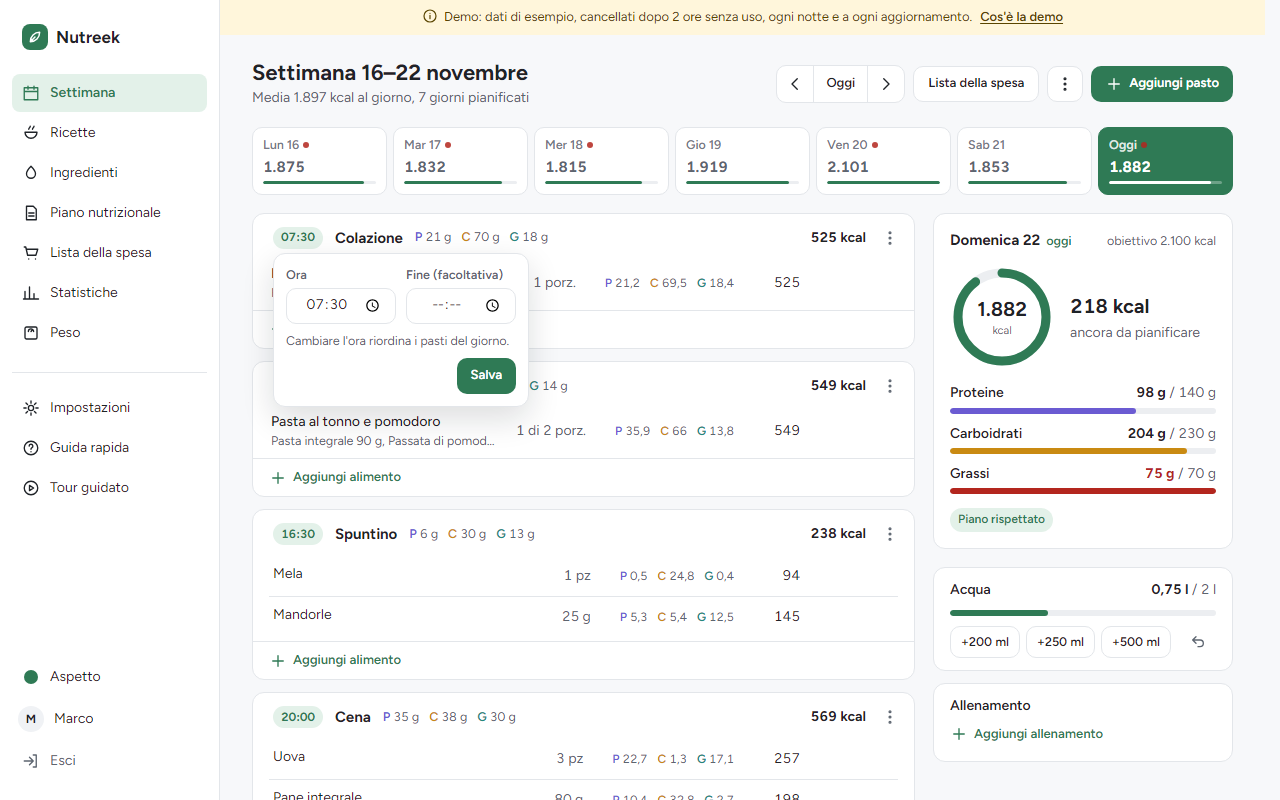 Demo: dati di esempio, cancellati dopo 2 ore senza uso, ogni notte e a ogni aggiornamento. Cos'è la demo
Nutreek
Settimana
Ricette
Ingredienti
Piano nutrizionale
Lista della spesa
Statistiche
Peso
Impostazioni
Guida rapida
Tour guidato
Aspetto
M Marco
Esci
Settimana 16–22 novembre
Media 1.897 kcal al giorno, 7 giorni pianificati
Oggi
Lista della spesa
Aggiungi pasto
Lun 16
1.875
Mar 17
1.832
Mer 18
1.815
Gio 19
1.919
Ven 20
2.101
Sab 21
1.853
Oggi
1.882
07:30 Colazione P 21 g C 70 g G 18 g 525 kcal
1 porz. P 21,2 C 69,5 G 18,4 525
Ora Fine (facoltativa)
07:30 --:--
Cambiare l'ora riordina i pasti del giorno.
Salva
G 14 g 549 kcal
Pasta al tonno e pomodoro
Pasta integrale 90 g, Passata di pomod...
1 di 2 porz. P 35,9 C 66 G 13,8 549
Aggiungi alimento
16:30 Spuntino P 6 g C 30 g G 13 g 238 kcal
Mela 1 pz P 0,5 C 24,8 G 0,4 94
Mandorle 25 g P 5,3 C 5,4 G 12,5 145
Aggiungi alimento
20:00 Cena P 35 g C 38 g G 30 g 569 kcal
Uova 3 pz P 22,7 C 1,3 G 17,1 257
Pane integrale 80 g P 10,4 C 32,8 G 2,7 198
Domenica 22 oggi obiettivo 2.100 kcal
1.882
kcal
218 kcal
ancora da pianificare
Proteine 98 g / 140 g
Carboidrati 204 g / 230 g
Grassi 75 g / 70 g
Piano rispettato
Acqua 0,75 l / 2 l
+200 ml +250 ml +500 ml
Allenamento
Aggiungi allenamento